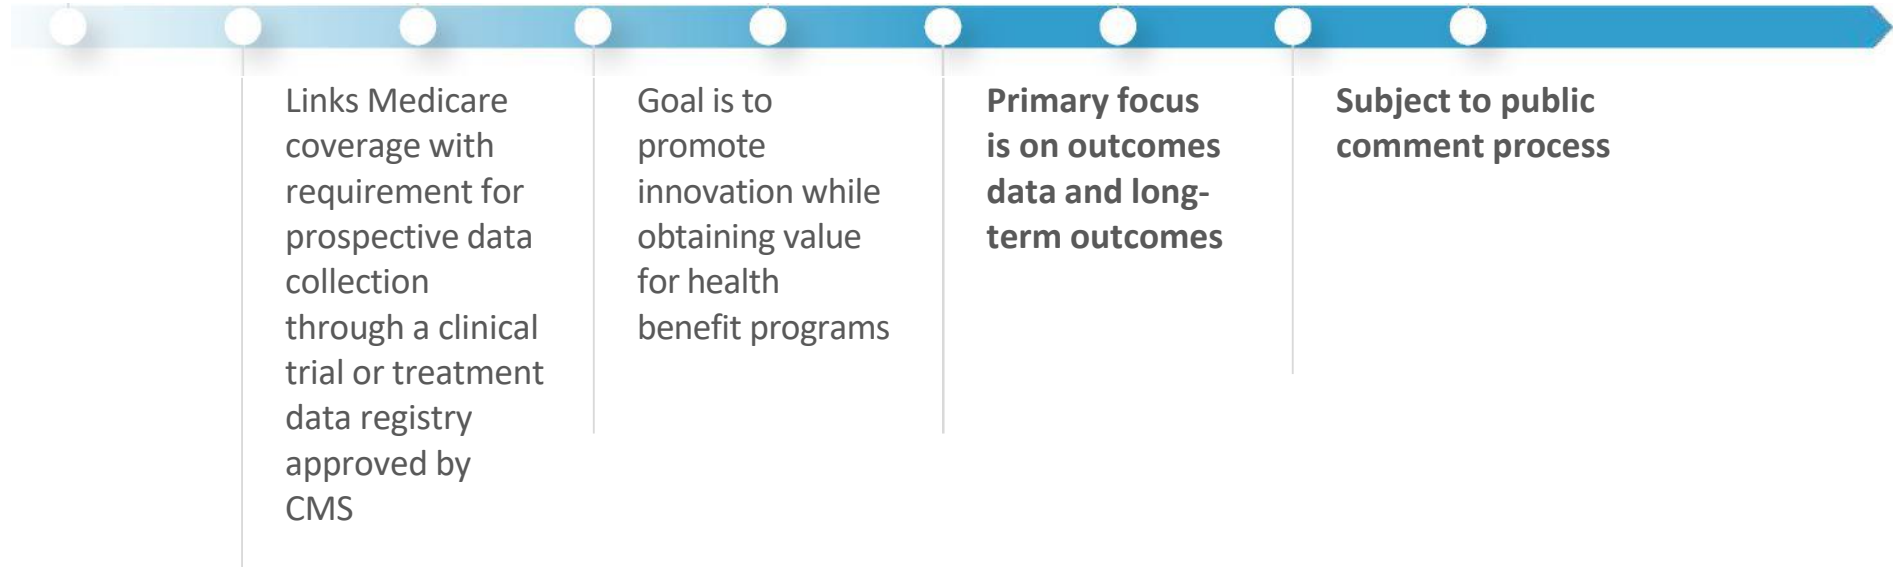 Links Medicare
coverage with
requirement for
prospective data
collection
through a clinical
trial or treatment
data registry
approved by
CMS
Goal is to
promote
innovation while
obtaining value
for health
benefit programs
Primary focus
is on outcomes
data and long-
term outcomes
Subject to public
comment process